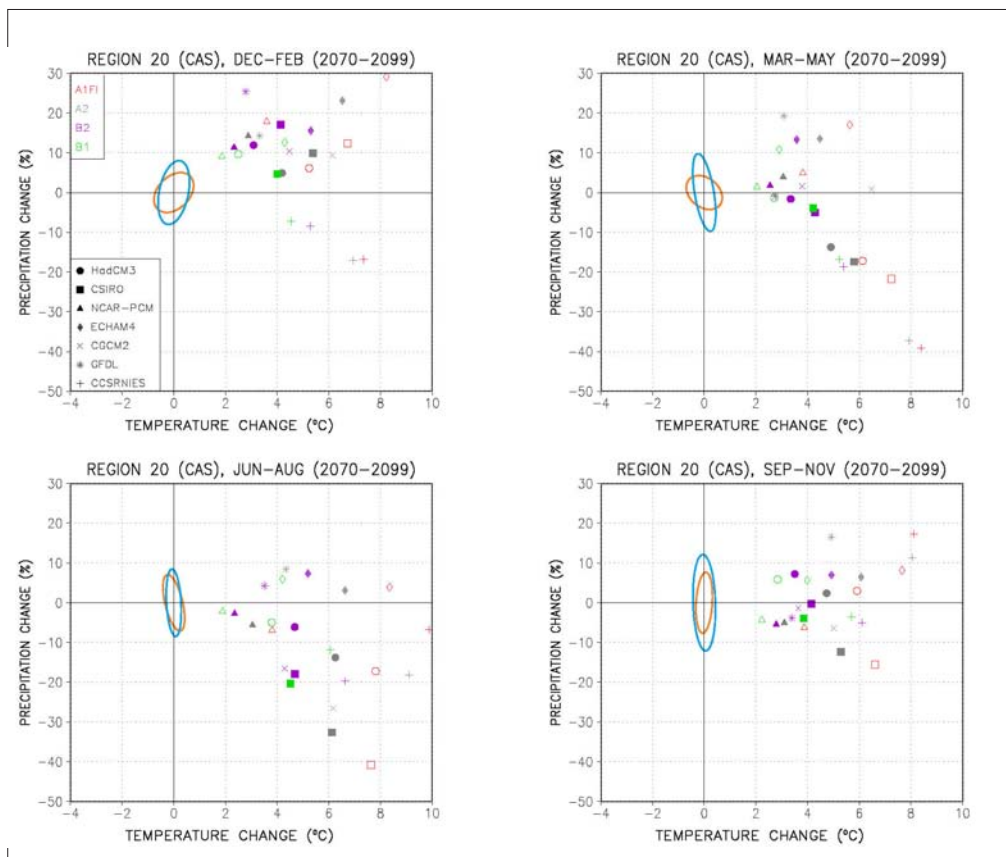 REGION 20 (CAS), DEC-FEB (2070-2099)
PRECIPITATION CHANGE (%)
30
20
10
0
-10
-20
-30
-40
-50
A1FI
A2
B2
B1
HadCM3
CSIRO
NCAR-PCM
ECHAM4
CGCM2
GFDL
CCSRNIES
-4 -2 0 2 4 6 8 10
TEMPERATURE CHANGE (ºC)
REGION 20 (CAS), MAR-MAY (2070-2099)
PRECIPITATION CHANGE (%)
30
20
10
0
-10
-20
-30
-40
-50
-4 -2 0 2 4 6 8 10
TEMPERATURE CHANGE (ºC)
REGION 20 (CAS), JUN-AUG (2070-2099)
PRECIPITATION CHANGE (%)
30
20
10
0
-10
-20
-30
-40
-50
-4 -2 0 2 4 6 8 10
TEMPERATURE CHANGE (ºC)
REGION 20 (CAS), SEP-NOV (2070-2099)
PRECIPITATION CHANGE (%)
30
20
10
0
-10
-20
-30
-40
-50
-4 -2 0 2 4 6 8 10
TEMPERATURE CHANGE (ºC)